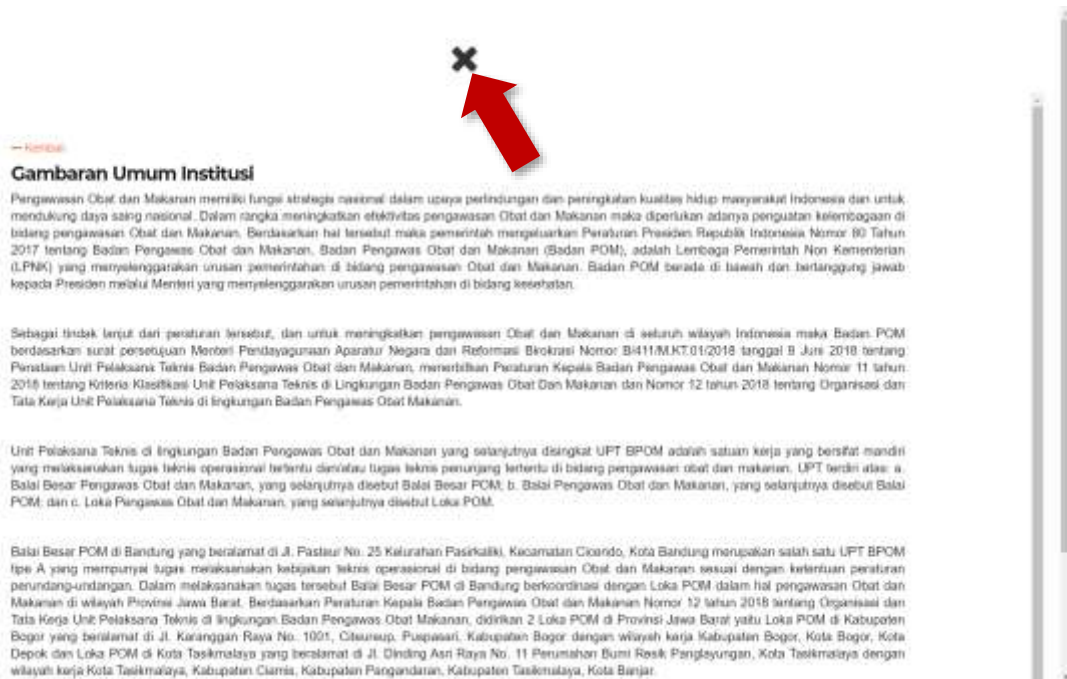 — Kembali
Gambaran Umum Institusi
Pengawasan Obat dan Makanan memiliki fungsi strategis nasional dalam upaya perlindungan dan peningkatan kualitas hidup masyarakat Indonesia dan untuk
mendukung daya saing nasional. Dalam rangka meningkatkan efektivitas pengawasan Obat dan Makanan maka diperlukan adanya penguatan kelembagaan di
bidang pengawasan Obat dan Makanan. Berdasarkan hal tersebut maka pemerintah mengeluarkan Peraturan Presiden Republik Indonesia Nomor 80 Tahun
2017 tentang Badan Pengawas Obat dan Makanan. Badan Pengawas Obat dan Makanan (Badan POM), adalah Lembaga Pemerintah Non Kementerian
(LPNK) yang menyelenggarakan urusan pemerintahan di bidang pengawasan Obat dan Makanan. Badan POM berada di bawah dan bertanggung jawab
kepada Presiden melalui Menteri yang menyelenggarakan urusan pemerintahan di bidang kesehatan.
Sebagai tindak lanjut dari peraturan tersebut, dan untuk meningkatkan pengawasan Obat dan Makanan di seluruh wilayah Indonesia maka Badan POM
berdasarkan surat persetujuan Menteri Pendayagunaan Aparatur Negara dan Reformasi Birokrasi Nomor B/411/M.KT.01/2018 tanggal 8 Juni 2018 tentang
Penataan Unit Pelaksana Teknis Badan Pengawas Obat dan Makanan, menerbitkan Peraturan Kepala Badan Pengawas Obat dan Makanan Nomor 11 tahun
2018 tentang Kriteria Klasifikasi Unit Pelaksana Teknis di Lingkungan Badan Pengawas Obat Dan Makanan dan Nomor 12 tahun 2018 tentang Organisasi dan
Tata Kerja Unit Pelaksana Teknis di lingkungan Badan Pengawas Obat Makanan.
Unit Pelaksana Teknis di lingkungan Badan Pengawas Obat dan Makanan yang selanjutnya disingkat UPT BPOM adalah satuan kerja yang bersifat mandiri
yang melaksanakan tugas teknis operasional tertentu dan/atau tugas teknis penunjang tertentu di bidang pengawasan obat dan makanan. UPT terdiri atas: a.
Balai Besar Pengawas Obat dan Makanan, yang selanjutnya disebut Balai Besar POM; b. Balai Pengawas Obat dan Makanan, yang selanjutnya disebut Balai
POM; dan c. Loka Pengawas Obat dan Makanan, yang selanjutnya disebut Loka POM.
Balai Besar POM di Bandung yang beralamat di Jl. Pasteur No. 25 Kelurahan Pasirkaliki, Kecamatan Cicendo, Kota Bandung merupakan salah satu UPT BPOM
tipe A yang mempunyai tugas melaksanakan kebijakan teknis operasional di bidang pengawasan Obat dan Makanan sesuai dengan ketentuan peraturan
perundang-undangan. Dalam melaksanakan tugas tersebut Balai Besar POM di Bandung berkoordinasi dengan Loka POM dalam hal pengawasan Obat dan
Makanan di wilayah Provinsi Jawa Barat. Berdasarkan Peraturan Kepala Badan Pengawas Obat dan Makanan Nomor 12 tahun 2018 tentang Organisasi dan
Tata Kerja Unit Pelaksana Teknis di lingkungan Badan Pengawas Obat Makanan, didirikan 2 Loka POM di Provinsi Jawa Barat yaitu Loka POM di Kabupaten
Bogor yang beralamat di Jl. Karanggan Raya No. 1001, Citeureup, Puspasari, Kabupaten Bogor dengan wilayah kerja Kabupaten Bogor, Kota Bogor, Kota
Depok dan Loka POM di Kota Tasikmalaya yang beralamat di Jl. Dinding Asri Raya No. 11 Perumahan Bumi Resik Panglayungan, Kota Tasikmalaya dengan
wilayah kerja Kota Tasikmalaya, Kabupaten Ciamis, Kabupaten Pangandaran, Kabupaten Tasikmalaya, Kota Banjar.